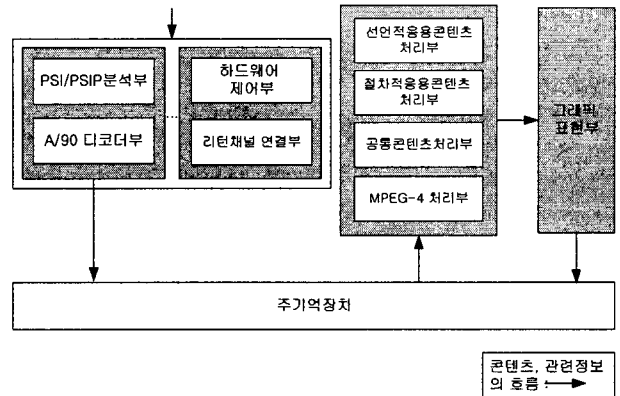 PSI/PSIP분석부
A/90 디코더부
하드웨어
제어부
리턴채널 연결부
선언적응용콘텐츠
처리부
절차적응용콘텐츠
처리부
공통콘텐츠처리부
MPEG-4 처리부
그래픽
표현부
주기억장치
콘텐츠, 관련정보
의 흐름 :